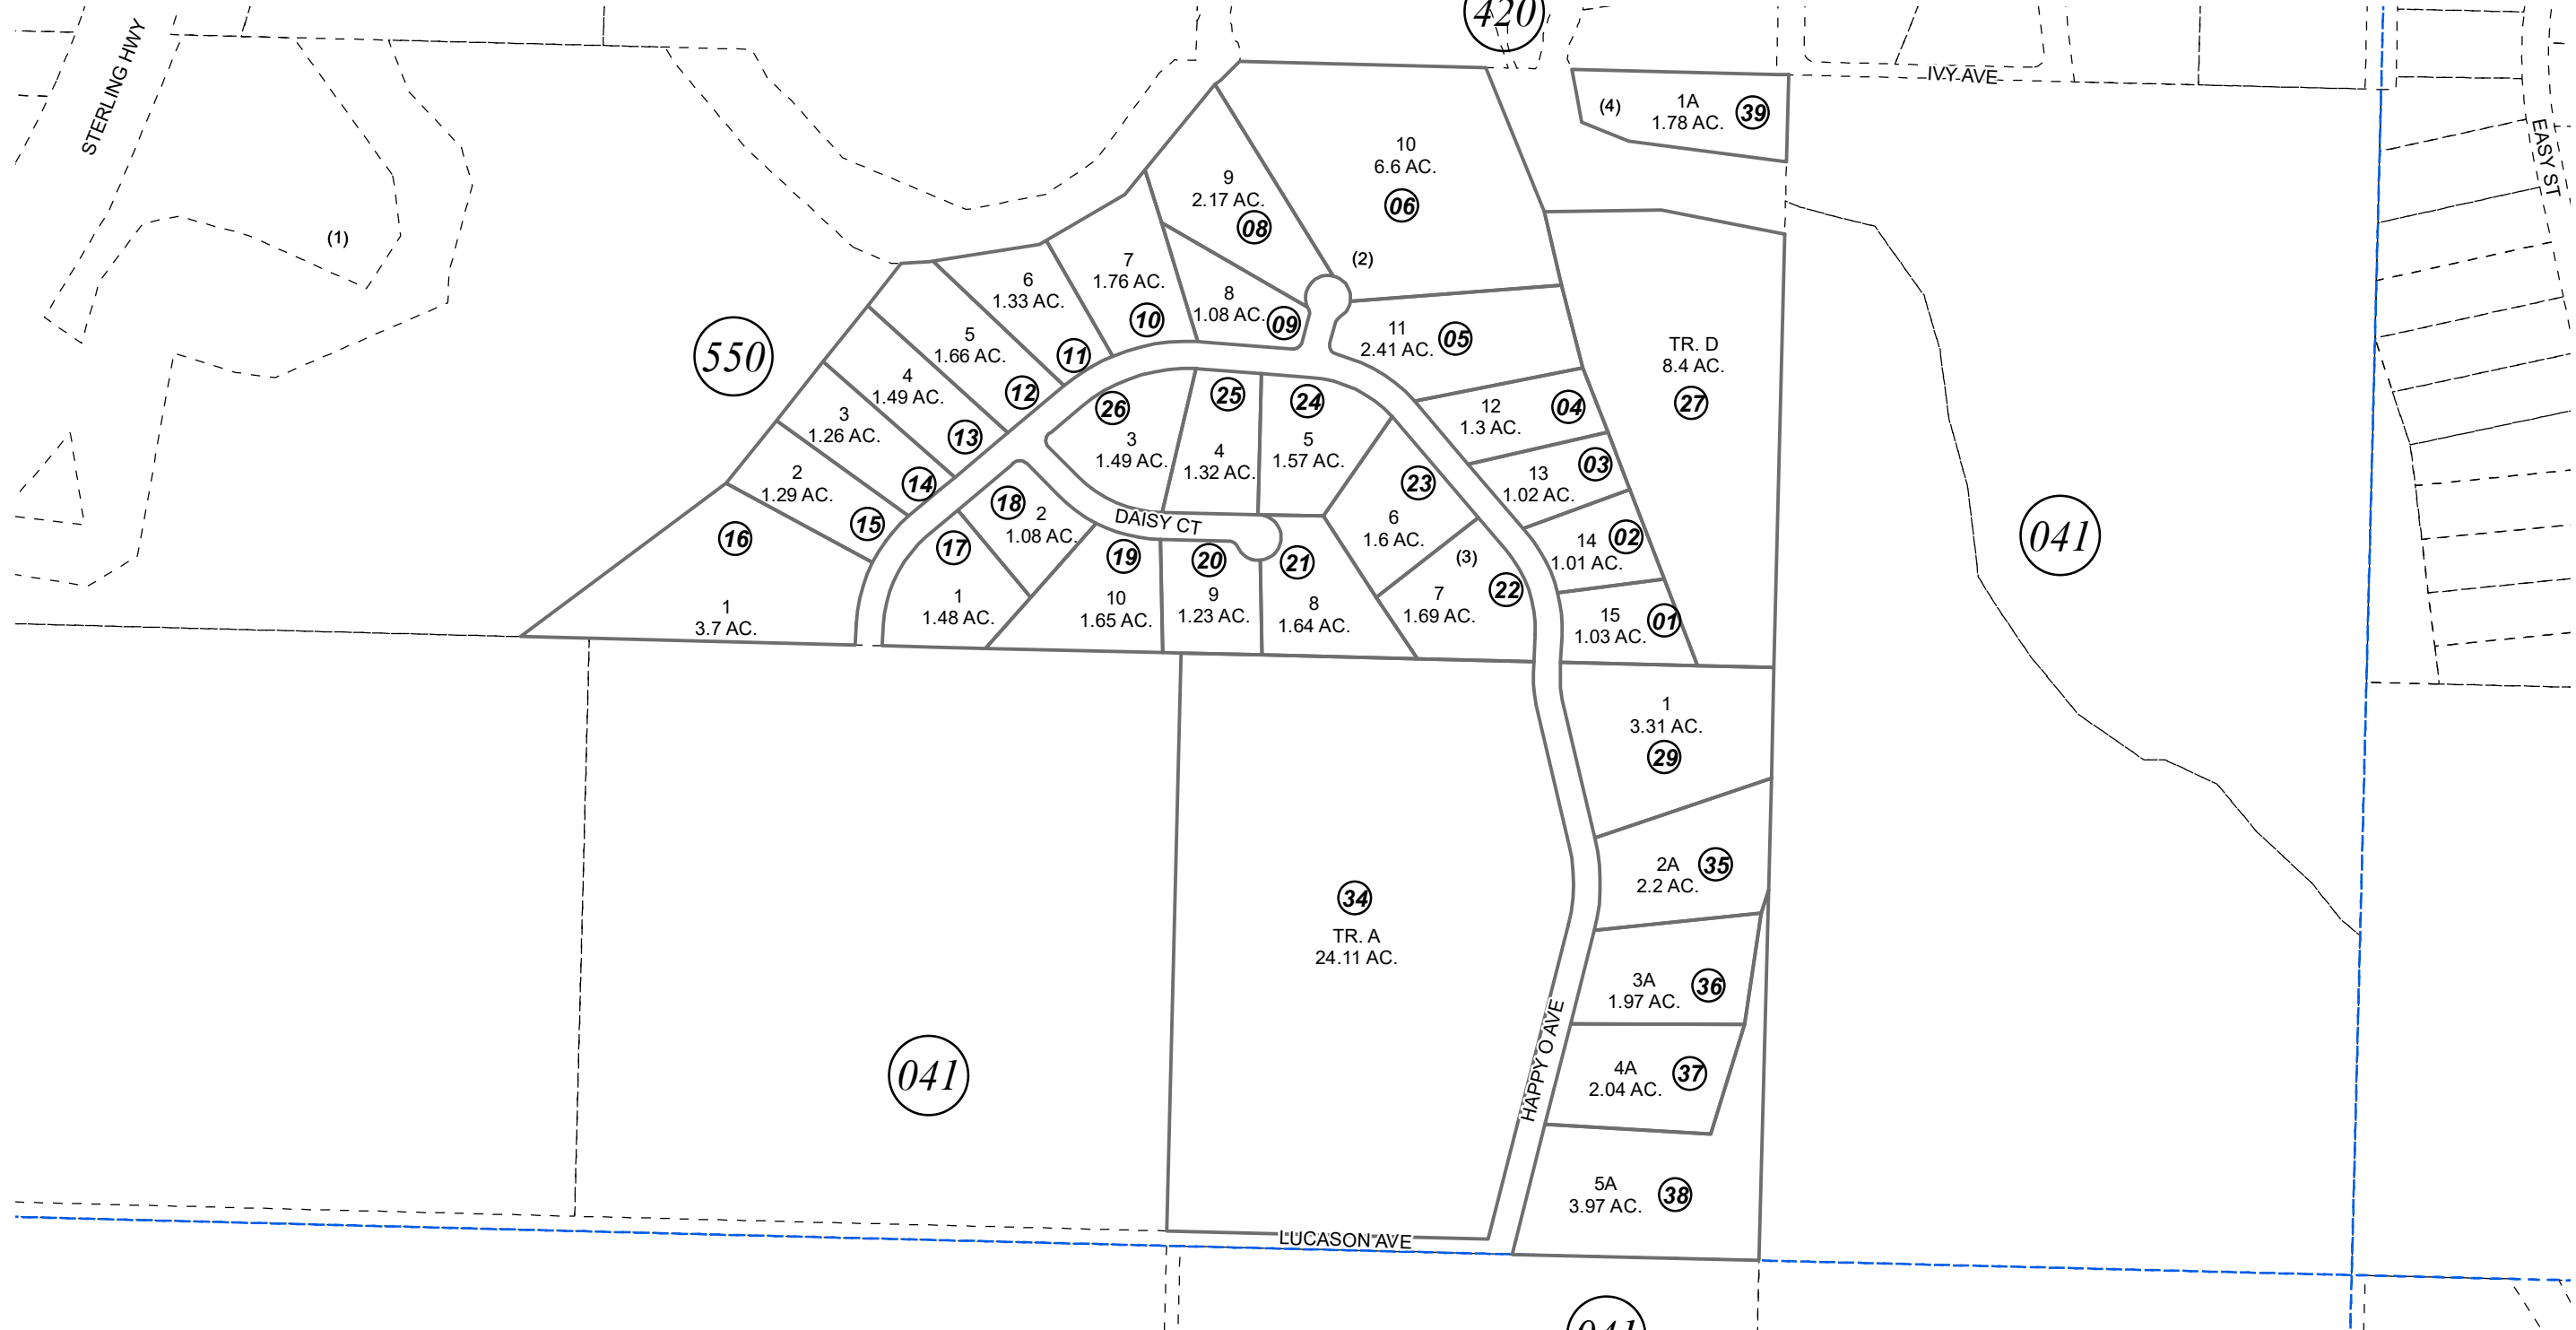 420
STERLING HWY
IVY AVE
EASY ST
(4)
1A
1.78 AC.
39
10
6.6 AC.
06
9
2.17 AC.
08
(1)
(2)
7
1.76 AC.
10
6
1.33 AC.
11
8
1.08 AC.
09
11
2.41 AC.
05
TR. D
8.4 AC.
27
550
5
1.66 AC.
12
4
1.49 AC.
13
3
1.26 AC.
14
2
1.29 AC.
15
16
1
3.7 AC.
26
3
1.49 AC.
25
4
1.32 AC.
24
5
1.57 AC.
12
1.3 AC.
04
13
1.02 AC.
03
14
1.01 AC.
02
15
1.03 AC.
01
23
6
1.6 AC.
(3)
22
7
1.69 AC.
18
2
1.08 AC.
DAISY CT
17
1
1.48 AC.
19
10
1.65 AC.
20
9
1.23 AC.
21
8
1.64 AC.
041
1
3.31 AC.
29
2A
2.2 AC.
35
34
TR. A
24.11 AC.
3A
1.97 AC.
36
HAPPY O AVE
041
4A
2.04 AC.
37
5A
3.97 AC.
38
LUCASON AVE
041